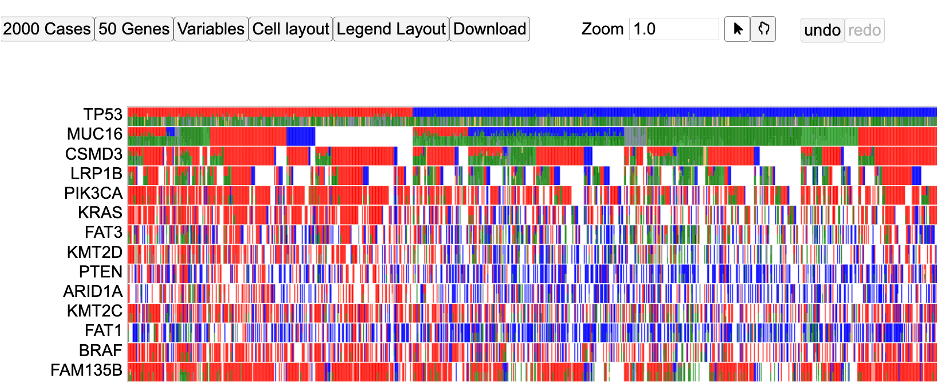 2000 Cases 50 Genes Variables Cell layout Legend Layout Download Zoom 1.0 undo redo
TP53
MUC16
CSMD3
LRP1B
PIK3CA
KRAS
FAT3
KMT2D
PTEN
ARID1A
KMT2C
FAT1
BRAF
FAM135B